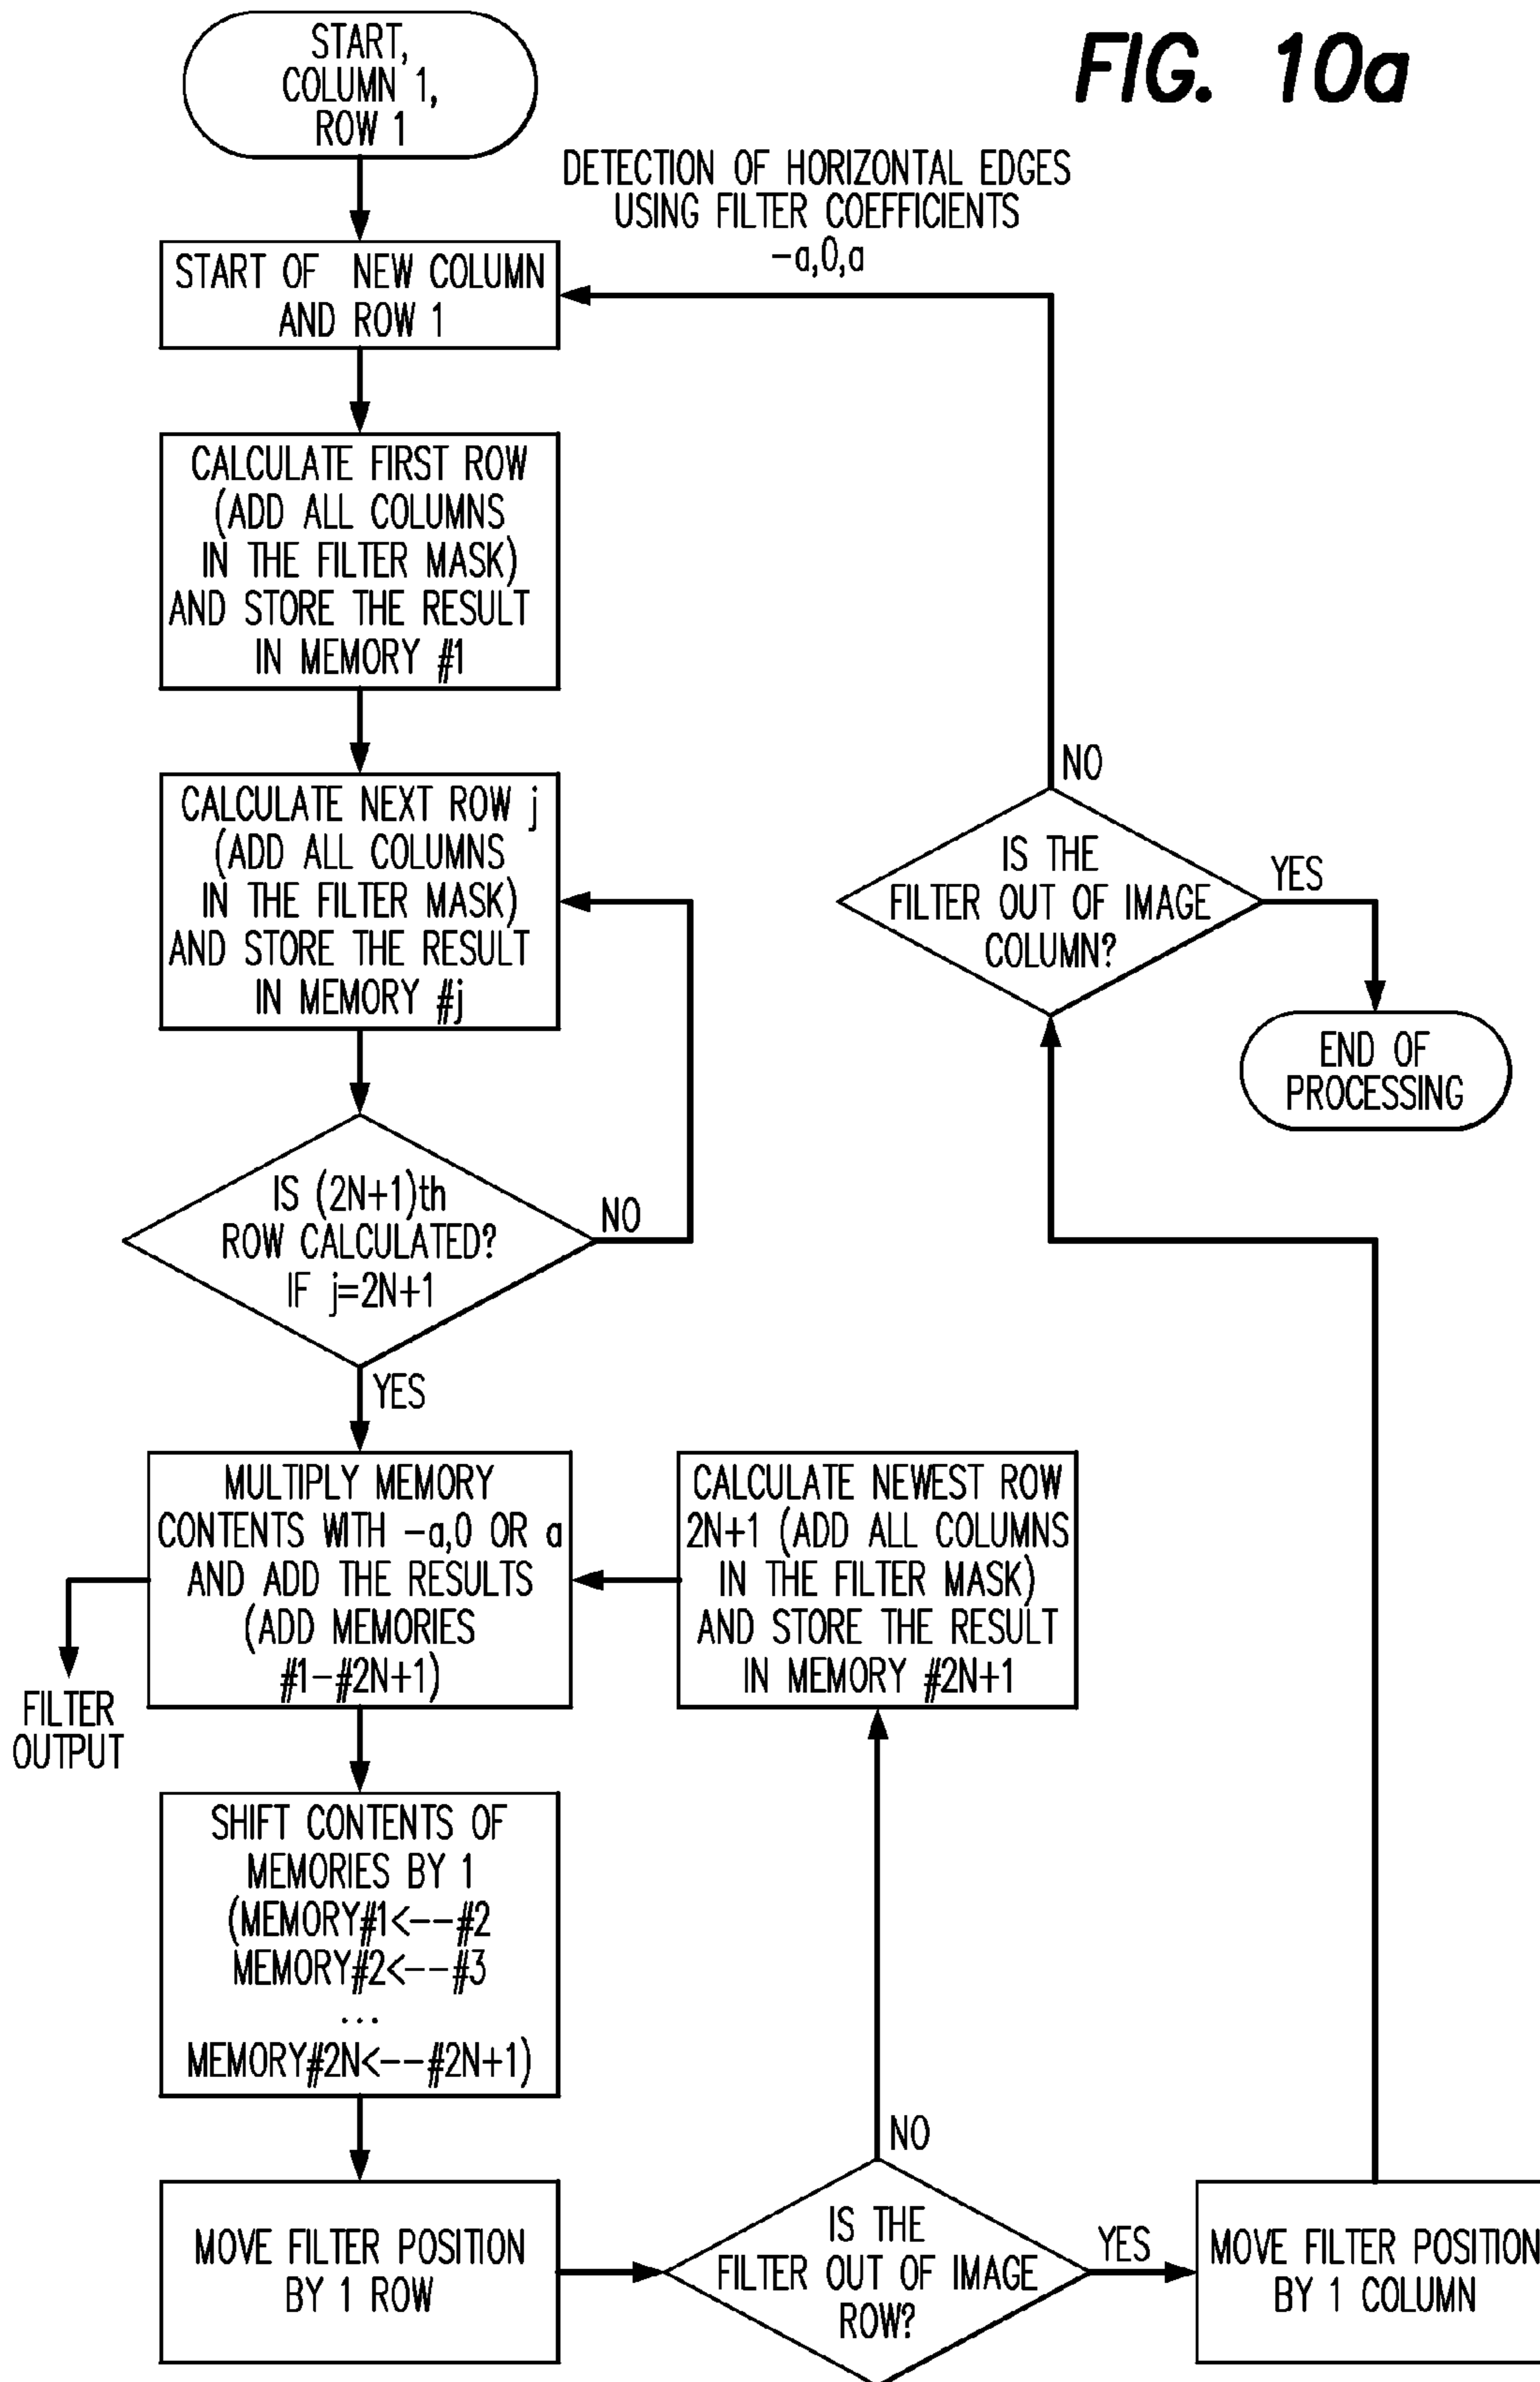 FIG. 10a
START,
COLUMN 1,
ROW 1
DETECTION OF HORIZONTAL EDGES
USING FILTER COEFFICIENTS
-a,0,a
START OF NEW COLUMN
AND ROW 1
CALCULATE FIRST ROW
(ADD ALL COLUMNS
IN THE FILTER MASK)
AND STORE THE RESULT
IN MEMORY #1
CALCULATE NEXT ROW j
(ADD ALL COLUMNS
IN THE FILTER MASK)
AND STORE THE RESULT
IN MEMORY #j
IS (2N+1)th
ROW CALCULATED?
IF j=2N+1
NO
YES
MULTIPLY MEMORY
CONTENTS WITH -a,0 OR a
AND ADD THE RESULTS
(ADD MEMORIES
#1-#2N+1)
FILTER
OUTPUT
CALCULATE NEWEST ROW
2N+1 (ADD ALL COLUMNS
IN THE FILTER MASK)
AND STORE THE RESULT
IN MEMORY #2N+1
SHIFT CONTENTS OF
MEMORIES BY 1
(MEMORY#1<--#2
MEMORY#2<--#3
...
MEMORY#2N<--#2N+1)
MOVE FILTER POSITION
BY 1 ROW
IS THE
FILTER OUT OF IMAGE
ROW?
NO
YES
MOVE FILTER POSITION
BY 1 COLUMN
IS THE
FILTER OUT OF IMAGE
COLUMN?
NO
YES
END OF
PROCESSING